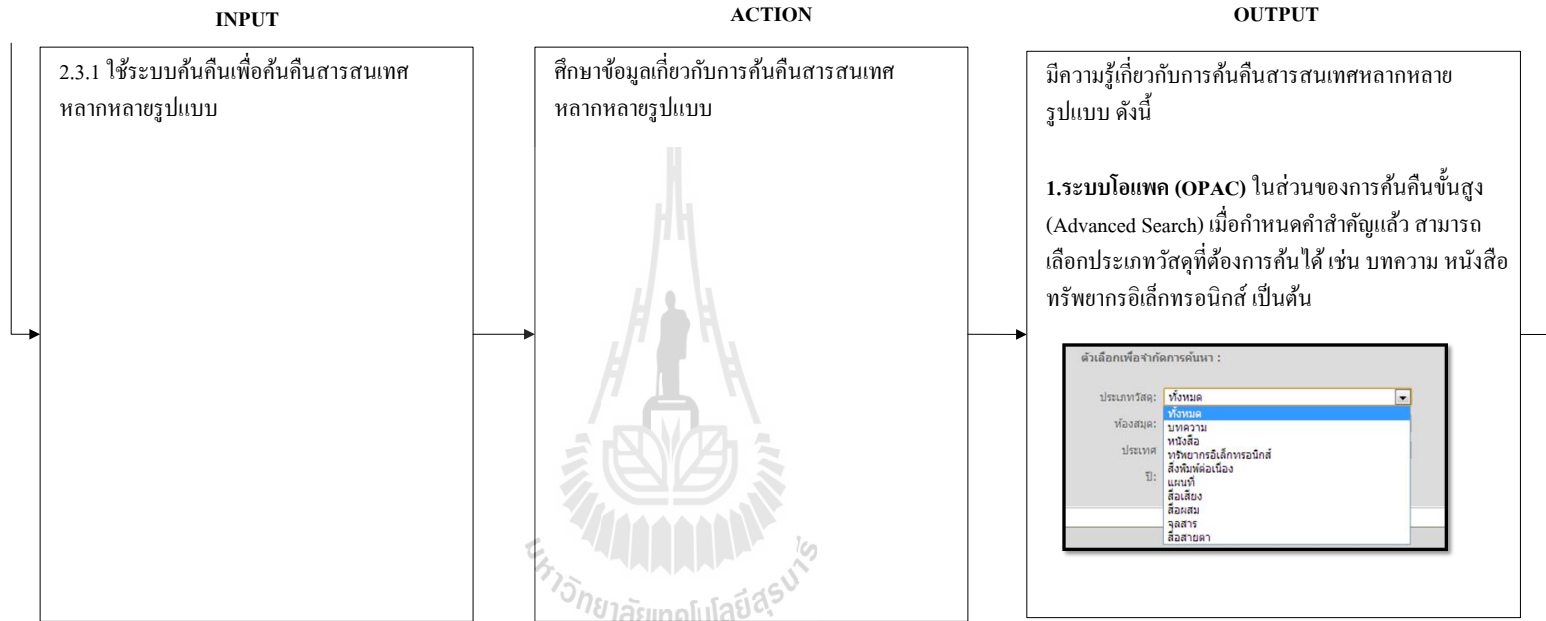 INPUT
ACTION
OUTPUT
2.3.1 ใช้ระบบค้นคืนเพื่อค้นคืนสารสนเทศ
หลากหลายรูปแบบ
ศึกษาข้อมูลเกี่ยวกับการค้นคืนสารสนเทศ
หลากหลายรูปแบบ
มีความรู้เกี่ยวกับการค้นคืนสารสนเทศหลากหลาย
รูปแบบ ดังนี้
1.ระบบโอแพค (OPAC) ในส่วนของการค้นคืนขั้นสูง
(Advanced Search) เมื่อกำหนดคำสำคัญแล้ว สามารถ
เลือกประเภทวัสดุที่ต้องการค้นได้ เช่น บทความ หนังสือ
ทรัพยากรอิเล็กทรอนิกส์ เป็นต้น
ตัวเลือกเพื่อจำกัดการค้นหา :
ประเภทวัสดุ: ทั้งหมด
ทั้งหมด
ห้องสมุด: บทความ
หนังสือ
ประเทศ ทรัพยากรอิเล็กทรอนิกส์
สิ่งพิมพ์ต่อเนื่อง
ปี: แผนที่
สื่อเสียง
สื่อผสม
จุลสาร
สื่อสายตา
มหาวิทยาลัยเทคโนโลยีสุรนารี